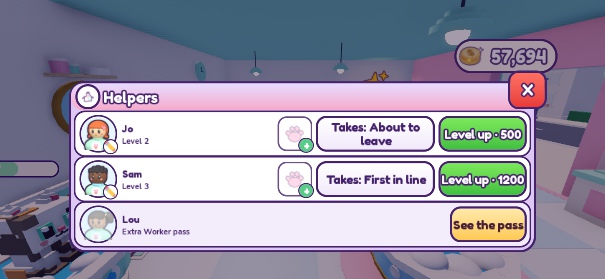 57,694
Helpers
X
Jo
Level 2
Takes: About to
leave
Level up · 500
Sam
Level 3
Takes: First in line
Level up · 1200
Lou
Extra Worker pass
See the pass